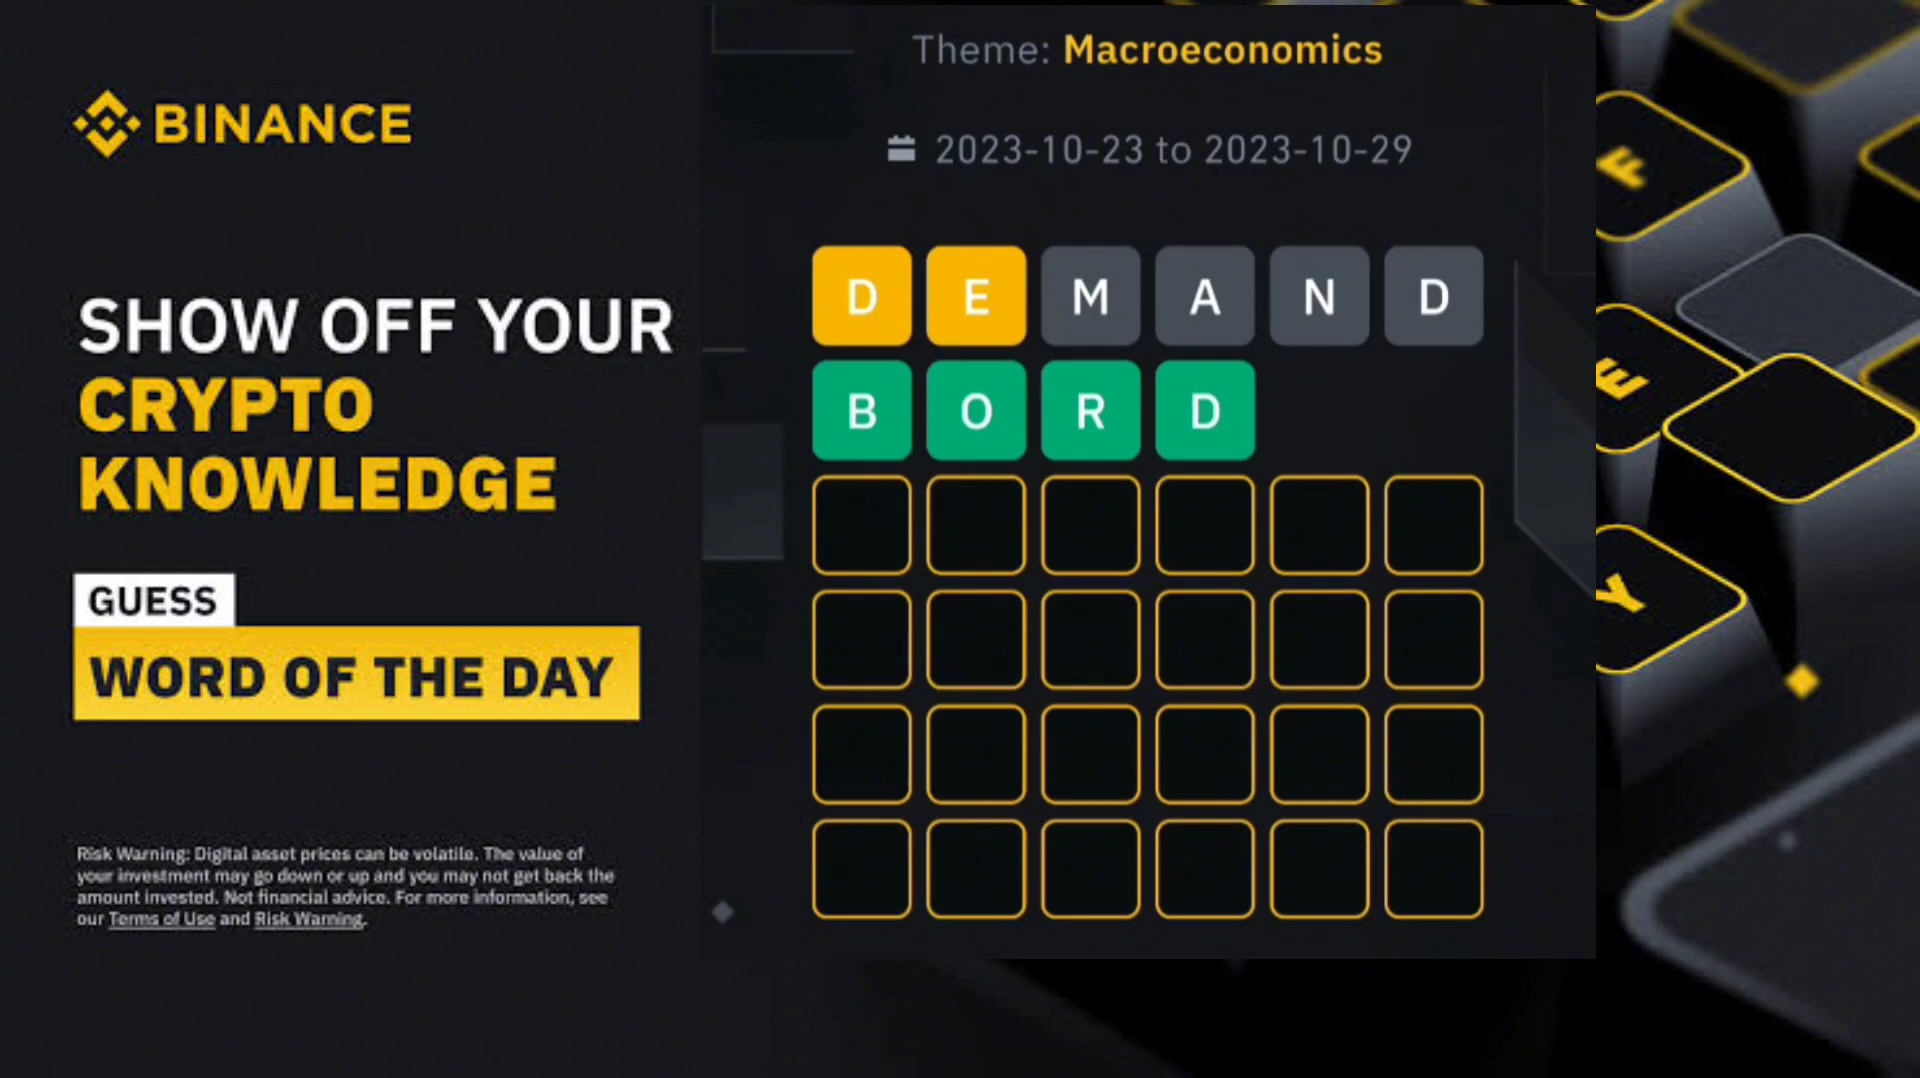 BINANCE
SHOW OFF YOUR
CRYPTO
KNOWLEDGE
GUESS
WORD OF THE DAY
Risk Warning: Digital asset prices can be volatile. The value of
your investment may go down or up and you may not get back the
amount invested. Not financial advice. For more information, see
our Terms of Use and Risk Warning.
Theme: Macroeconomics
2023-10-23 to 2023-10-29
D E M A N D
B O R D
F
E
Y